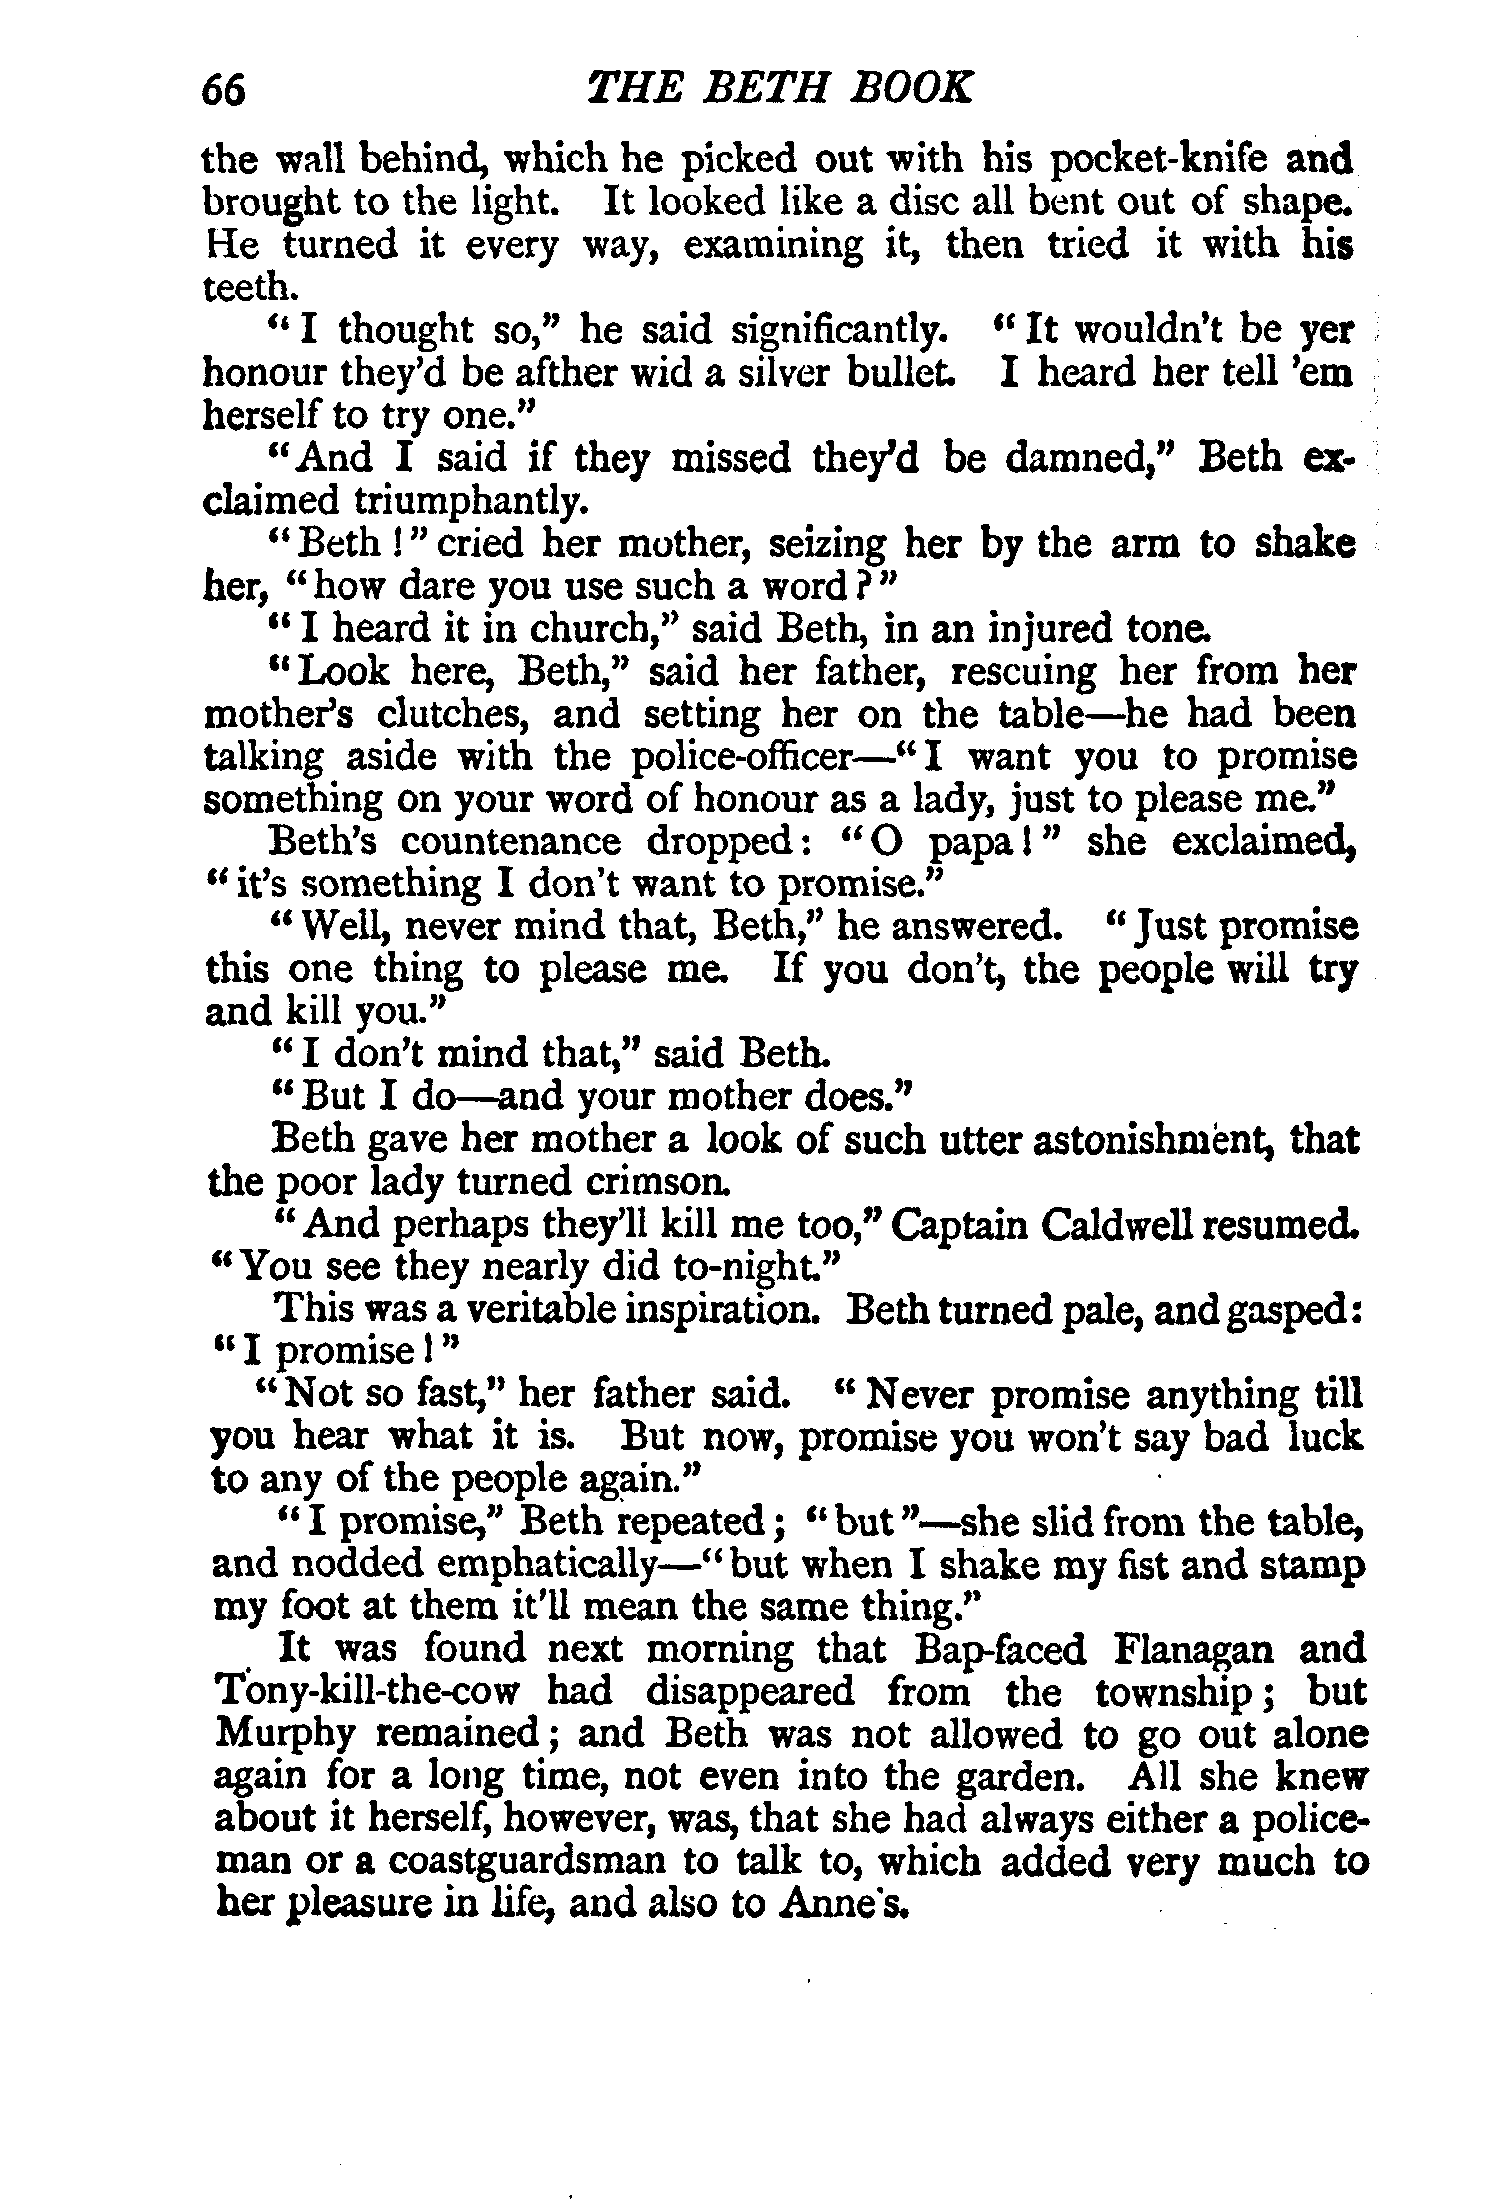 66 THE BETH BOOK
the wall behind, which he picked out with his pocket-knife and
brought to the light. It looked like a disc all bent out of shape.
He turned it every way, examining it, then tried it with his
teeth.
“I thought so,” he said significantly. “It wouldn't be yer
honour they'd be afther wid a silver bullet. I heard her tell 'em
herself to try one.”
“And I said if they missed they'd be damned,” Beth ex-
claimed triumphantly.
“Beth!” cried her mother, seizing her by the arm to shake
her, “how dare you use such a word?”
“I heard it in church,” said Beth, in an injured tone.
“Look here, Beth,” said her father, rescuing her from her
mother's clutches, and setting her on the table—he had been
talking aside with the police-officer—“I want you to promise
something on your word of honour as a lady, just to please me.”
Beth's countenance dropped: “O papa!” she exclaimed,
“it's something I don't want to promise.”
“Well, never mind that, Beth,” he answered. “Just promise
this one thing to please me. If you don't, the people will try
and kill you.”
“I don't mind that,” said Beth.
“But I do—and your mother does.”
Beth gave her mother a look of such utter astonishment, that
the poor lady turned crimson.
“And perhaps they'll kill me too,” Captain Caldwell resumed.
“You see they nearly did to-night.”
This was a veritable inspiration. Beth turned pale, and gasped:
“I promise!”
“Not so fast,” her father said. “Never promise anything till
you hear what it is. But now, promise you won't say bad luck
to any of the people again.”
“I promise,” Beth repeated; “but”—she slid from the table,
and nodded emphatically—“but when I shake my fist and stamp
my foot at them it'll mean the same thing.”
It was found next morning that Bap-faced Flanagan and
Tony-kill-the-cow had disappeared from the township; but
Murphy remained; and Beth was not allowed to go out alone
again for a long time, not even into the garden. All she knew
about it herself, however, was, that she had always either a police-
man or a coastguardsman to talk to, which added very much to
her pleasure in life, and also to Anne's.